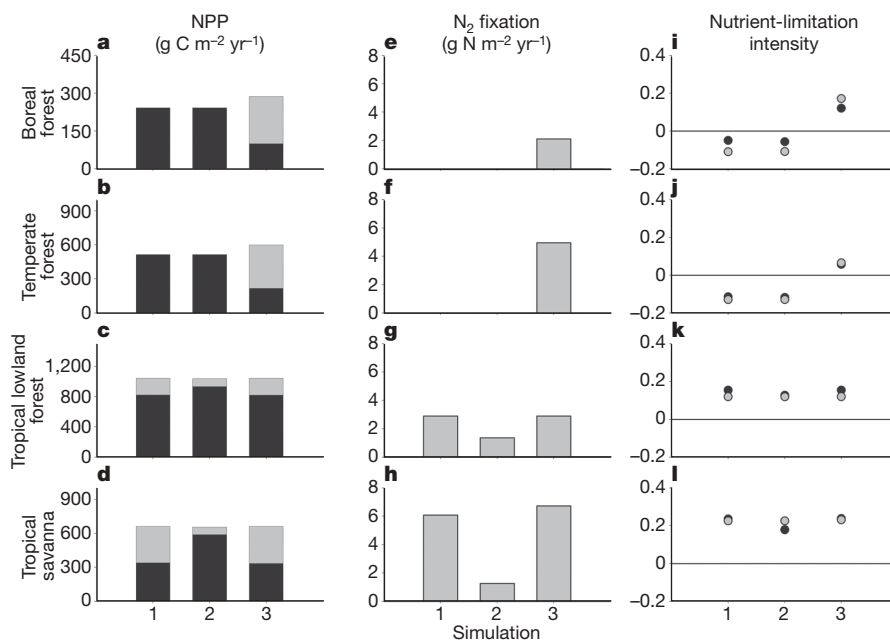 NPP
(g C m⁻² yr⁻¹)
N₂ fixation
(g N m⁻² yr⁻¹)
Nutrient-limitation
intensity
a
Boreal
forest
450
300
150
0
e
8
6
4
2
0
i
0.4
0.2
0
–0.2
b
Temperate
forest
900
600
300
0
f
8
6
4
2
0
j
0.4
0.2
0
–0.2
c
Tropical lowland
forest
1,200
800
400
0
g
8
6
4
2
0
k
0.4
0.2
0
–0.2
d
Tropical
savanna
900
600
300
0
h
8
6
4
2
0
l
0.4
0.2
0
–0.2
1 2 3
1 2 3
1 2 3
Simulation